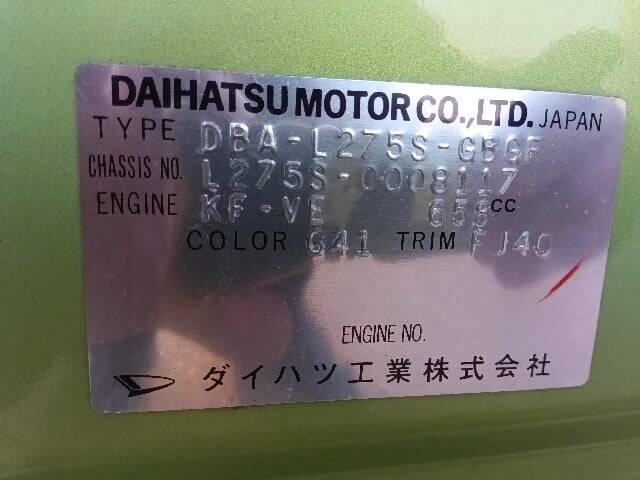 DAIHATSU MOTOR CO.,LTD. JAPAN
TYPE DBA-L275S-GBGF
CHASSIS NO. L275S-0008117
ENGINE KF-VE 658CC
COLOR G41 TRIM FJ40
ENGINE NO.
ダイハツ工業株式会社